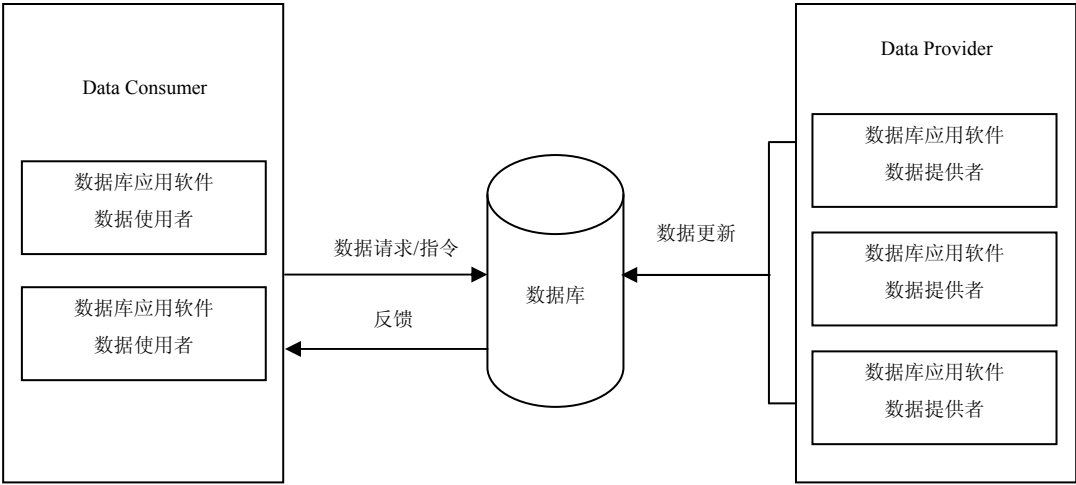 Data Consumer
数据库应用软件
数据使用者
数据库应用软件
数据使用者
数据请求/指令
反馈
数据库
数据更新
Data Provider
数据库应用软件
数据提供者
数据库应用软件
数据提供者
数据库应用软件
数据提供者